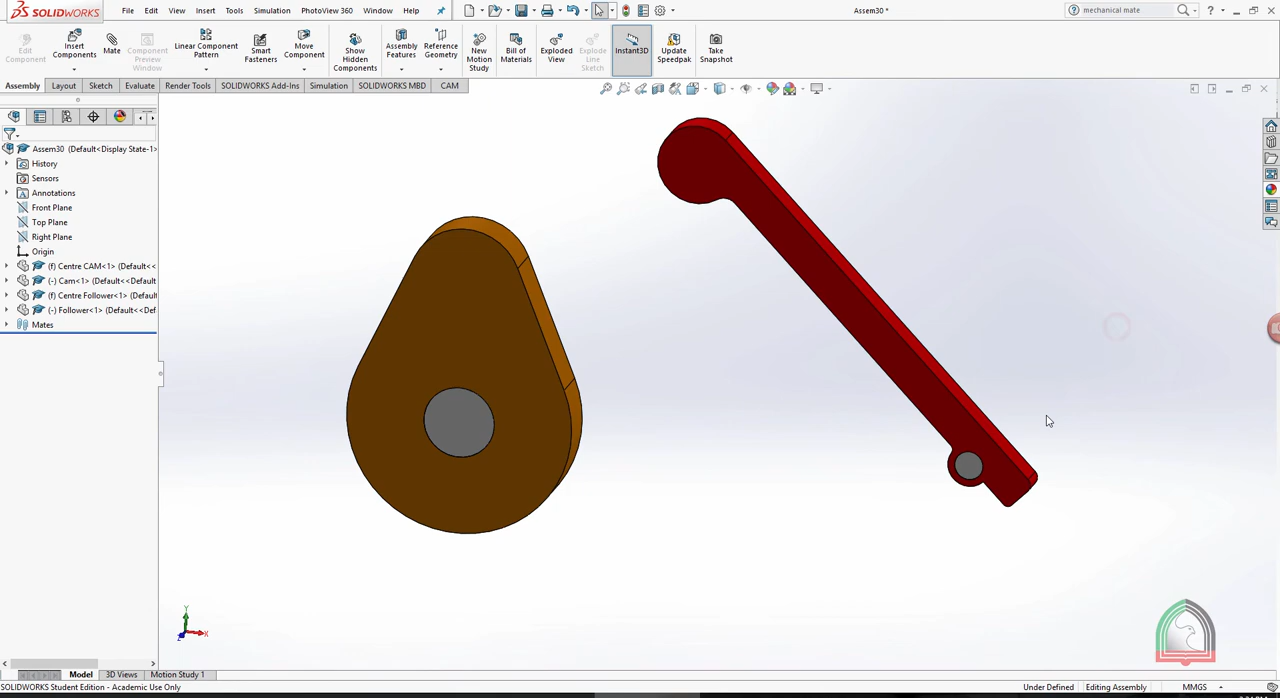 SOLIDWORKS
File Edit View Insert Tools Simulation PhotoView 360 Window Help
Assem30 *
mechanical mate
Edit Component
Insert Components
Mate
Component Preview Window
Linear Component Pattern
Smart Fasteners
Move Component
Show Hidden Components
Assembly Features
Reference Geometry
New Motion Study
Bill of Materials
Exploded View
Explode Line Sketch
Instant3D
Update Speedpak
Take Snapshot
Assembly Layout Sketch Evaluate Render Tools SOLIDWORKS Add-Ins Simulation SOLIDWORKS MBD CAM
Assem30 (Default<Display State-1>
History
Sensors
Annotations
Front Plane
Top Plane
Right Plane
Origin
(f) Centre CAM<1> (Default<<
(-) Cam<1> (Default<<Default
(f) Centre Follower<1> (Default
(-) Follower<1> (Default<<Def
Mates
Y
X
Z
Model 3D Views Motion Study 1
SOLIDWORKS Student Edition - Academic Use Only
Under Defined Editing Assembly MMGS